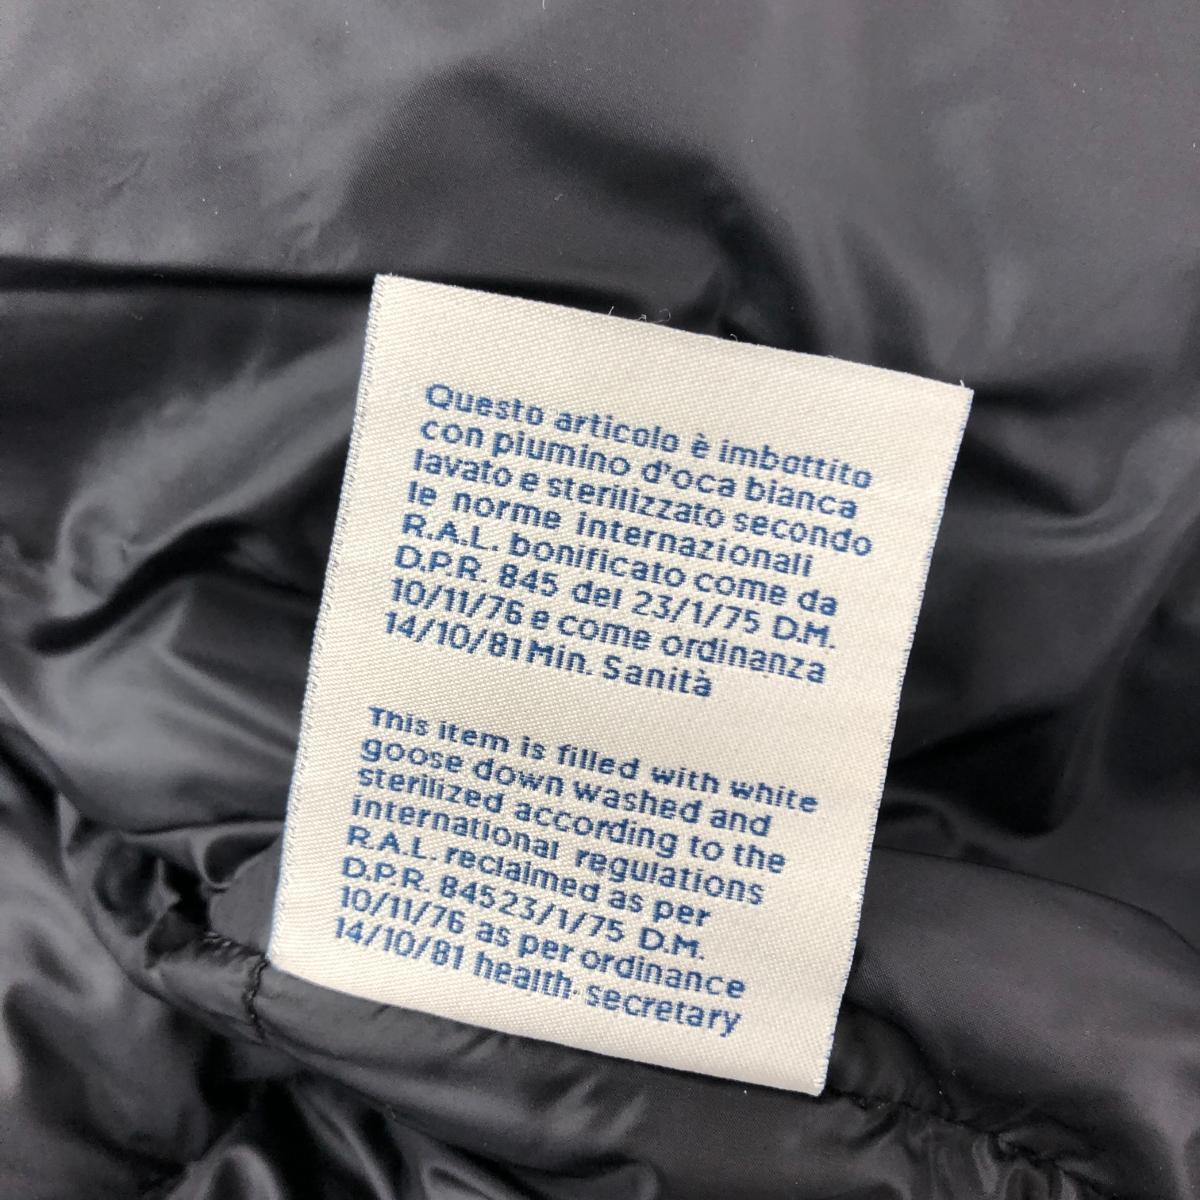 Questo articolo è imbottito
con piumino d'oca bianca
lavato e sterilizzato secondo
le norme internazionali
R.A.L. bonificato come da
D.P.R. 845 del 23/1/75 D.M.
10/11/76 e come ordinanza
14/10/81 Min. Sanità
This item is filled with white
goose down washed and
sterilized according to the
international regulations
R.A.L. reclaimed as per
D.P.R. 84523/1/75 D.M.
10/11/76 as per ordinance
14/10/81 health secretary